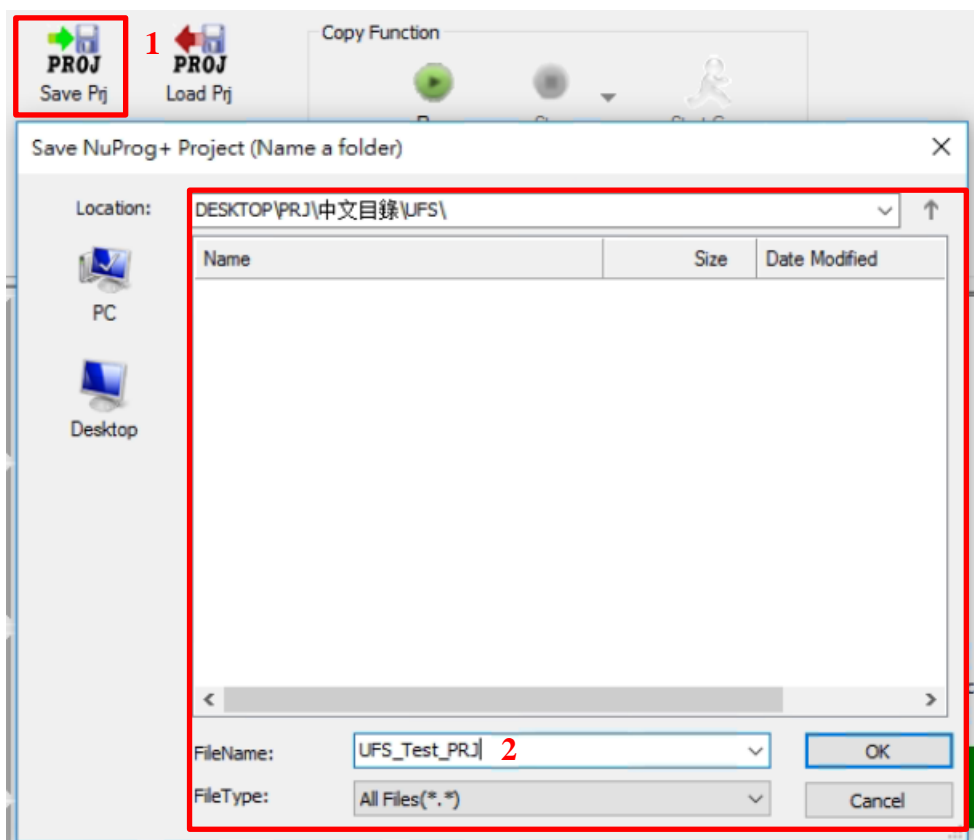 Copy Function
PROJ 1 PROJ
Save Prj Load Prj
Save NuProg+ Project (Name a folder)
Location: DESKTOP\PRJ\中文目錄\UFS\
Name Size Date Modified
PC
Desktop
FileName: UFS_Test_PRJ 2 OK
FileType: All Files(*.*) Cancel